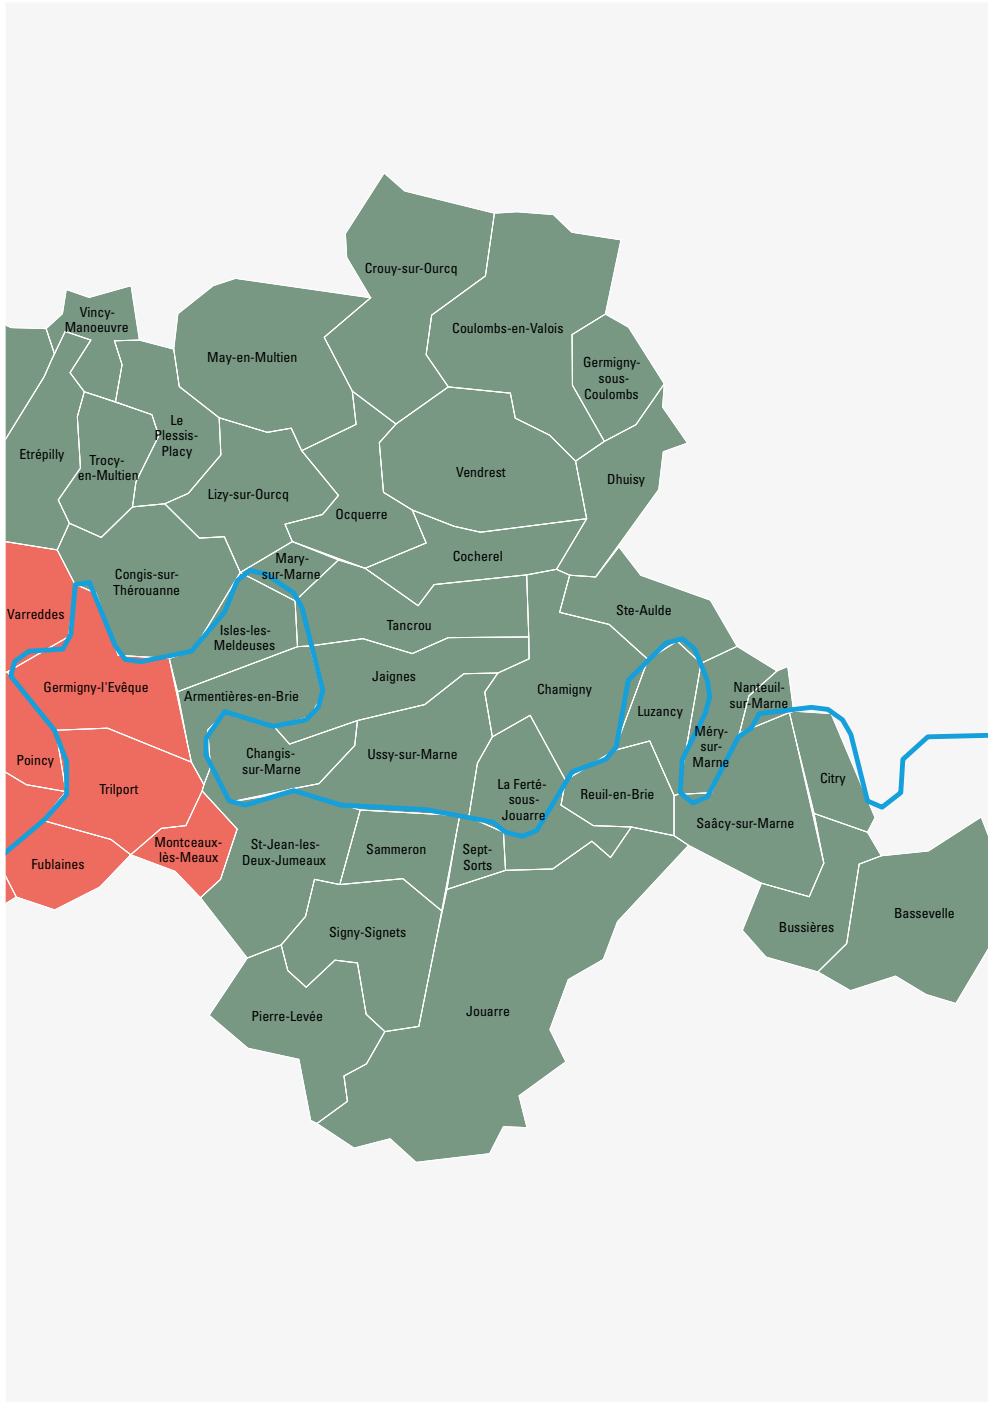 Crouy-sur-Ourcq
Vincy-
Manoeuvre
Coulombs-en-Valois
May-en-Multien
Germigny-
sous-
Coulombs
Le
Plessis-
Placy
Etrépilly
Trocy-
en-Multien
Vendrest
Dhuisy
Lizy-sur-Ourcq
Ocquerre
Cocherel
Mary-
sur-Marne
Congis-sur-
Thérouanne
Varreddes
Ste-Aulde
Tancrou
Isles-les-
Meldeuses
Jaignes
Germigny-l'Evêque
Chamigny
Armentières-en-Brie
Nanteuil-
sur-Marne
Luzancy
Méry-
sur-
Marne
Changis-
sur-Marne
Ussy-sur-Marne
Poincy
Citry
Trilport
La Ferté-
sous-
Jouarre
Reuil-en-Brie
Saâcy-sur-Marne
Montceaux-
lès-Meaux
St-Jean-les-
Deux-Jumeaux
Sammeron
Sept-
Sorts
Fublaines
Bassevelle
Bussières
Signy-Signets
Jouarre
Pierre-Levée